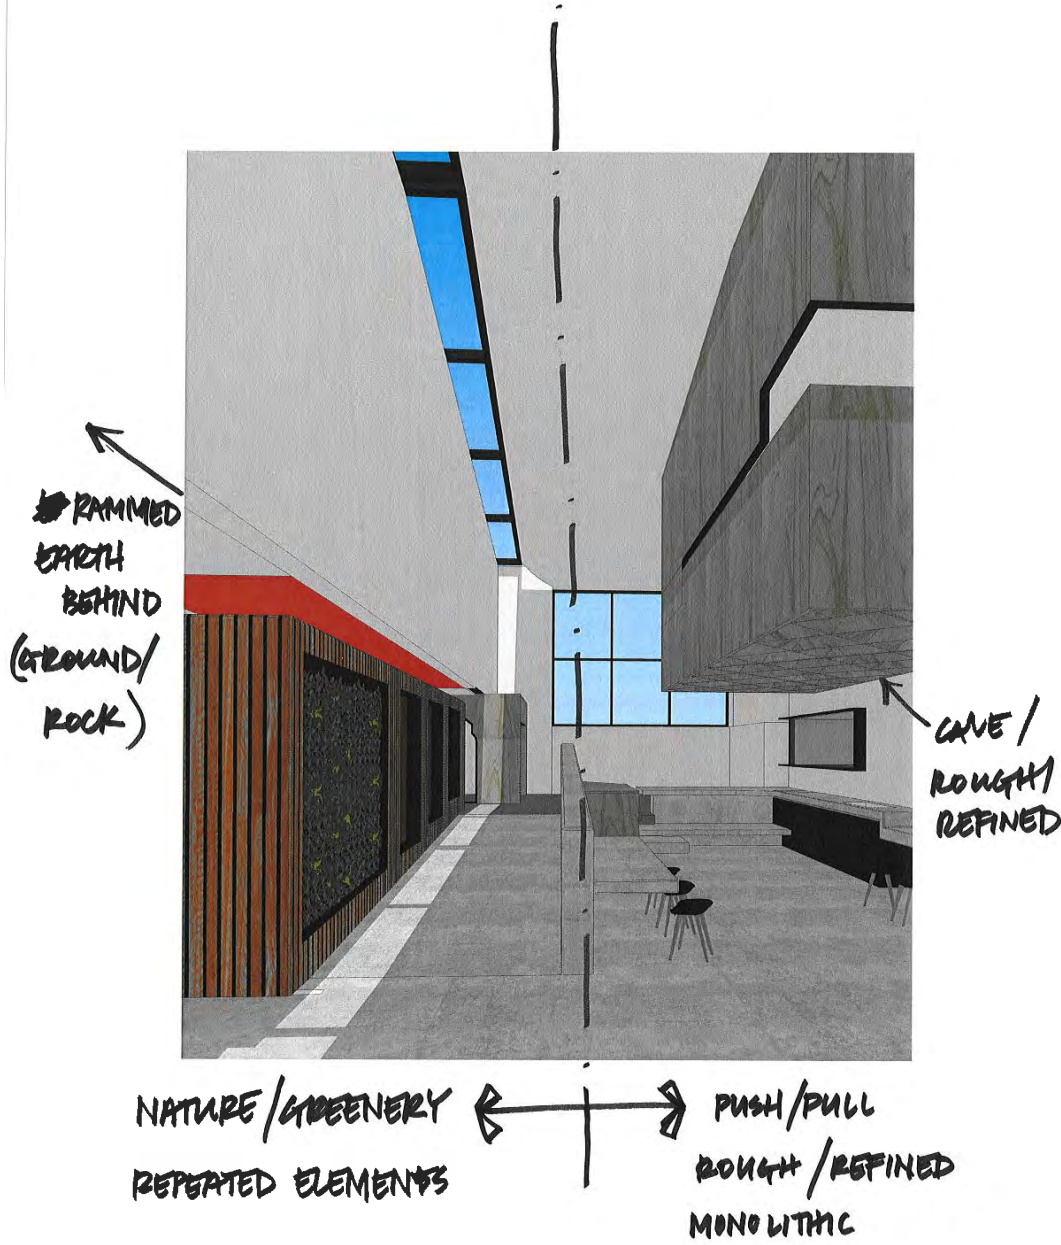 RAMMED
EARTH
BEHIND
(GROUND/
ROCK)
CAVE /
ROUGH/
REFINED
NATURE/GREENERY
REPEATED ELEMENTS
PUSH/PULL
ROUGH/REFINED
MONOLITHIC